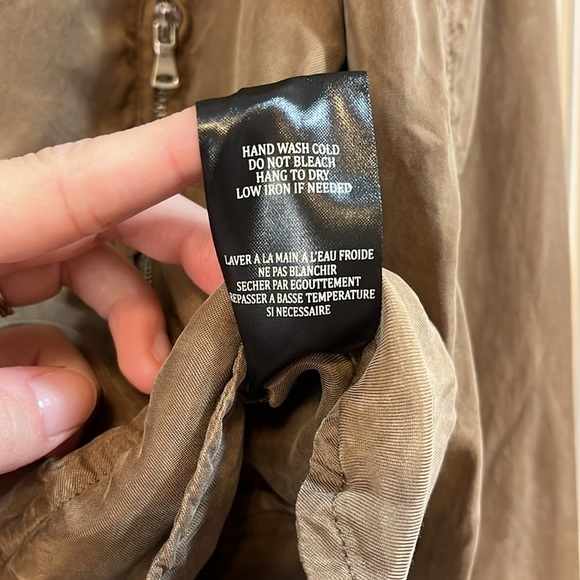 HAND WASH COLD
DO NOT BLEACH
HANG TO DRY
LOW IRON IF NEEDED
LAVER A LA MAIN A L'EAU FROIDE
NE PAS BLANCHIR
SECHER PAR EGOUTTEMENT
REPASSER A BASSE TEMPERATURE
SI NECESSAIRE